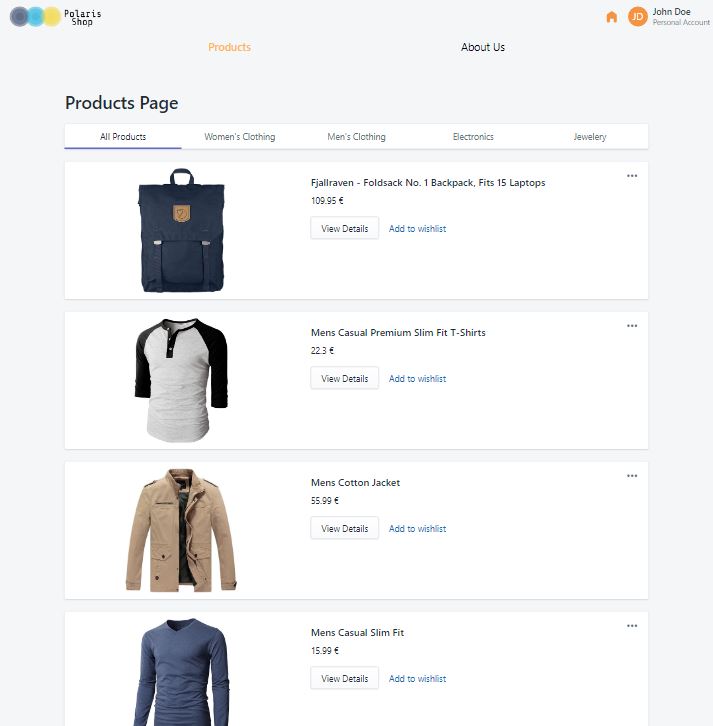 Polaris
Shop
JD
John Doe
Personal Account
Products
About Us
Products Page
All Products
Women's Clothing
Men's Clothing
Electronics
Jewelery
Fjallraven - Foldsack No. 1 Backpack, Fits 15 Laptops
109.95 €
View Details
Add to wishlist
Mens Casual Premium Slim Fit T-Shirts
22.3 €
View Details
Add to wishlist
Mens Cotton Jacket
55.99 €
View Details
Add to wishlist
Mens Casual Slim Fit
15.99 €
View Details
Add to wishlist